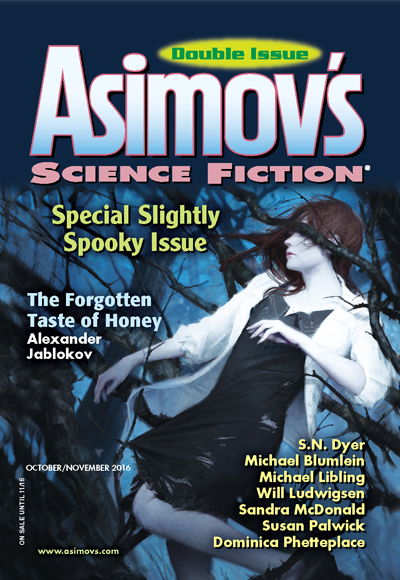 Double Issue
Asimov's
Science Fiction®
Special Slightly
Spooky Issue
The Forgotten
Taste of Honey
Alexander
Jablokov
OCTOBER/NOVEMBER 2016
ON SALE UNTIL 11/15
www.asimovs.com
S.N. Dyer
Michael Blumlein
Michael Libling
Will Ludwigsen
Sandra McDonald
Susan Palwick
Dominica Phetteplace